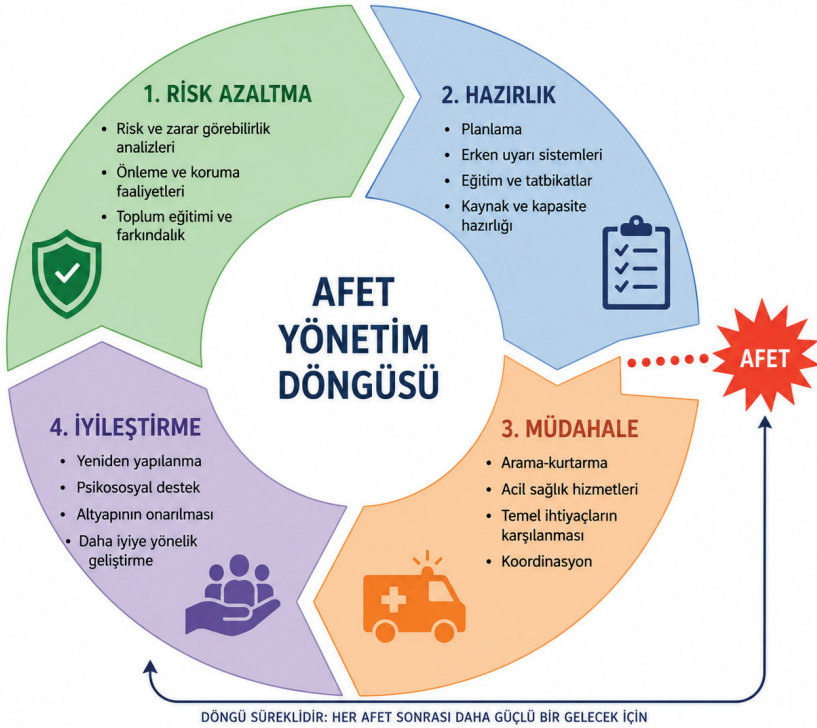 1. RİSK AZALTMA
• Risk ve zarar görebilirlik
analizleri
• Önleme ve koruma
faaliyetleri
• Toplum eğitimi ve
farkındalık
2. HAZIRLIK
• Planlama
• Erken uyarı sistemleri
• Eğitim ve tatbikatlar
• Kaynak ve kapasite
hazırlığı
AFET
YÖNETİM
DÖNGÜSÜ
AFET
3. MÜDAHALE
• Arama-kurtarma
• Acil sağlık hizmetleri
• Temel ihtiyaçların
karşılanması
• Koordinasyon
4. İYİLEŞTİRME
• Yeniden yapılanma
• Psikososyal destek
• Altyapının onarılması
• Daha iyiye yönelik
geliştirme
DÖNGÜ SÜREKLİDİR: HER AFET SONRASI DAHA GÜÇLÜ BİR GELECEK İÇİN